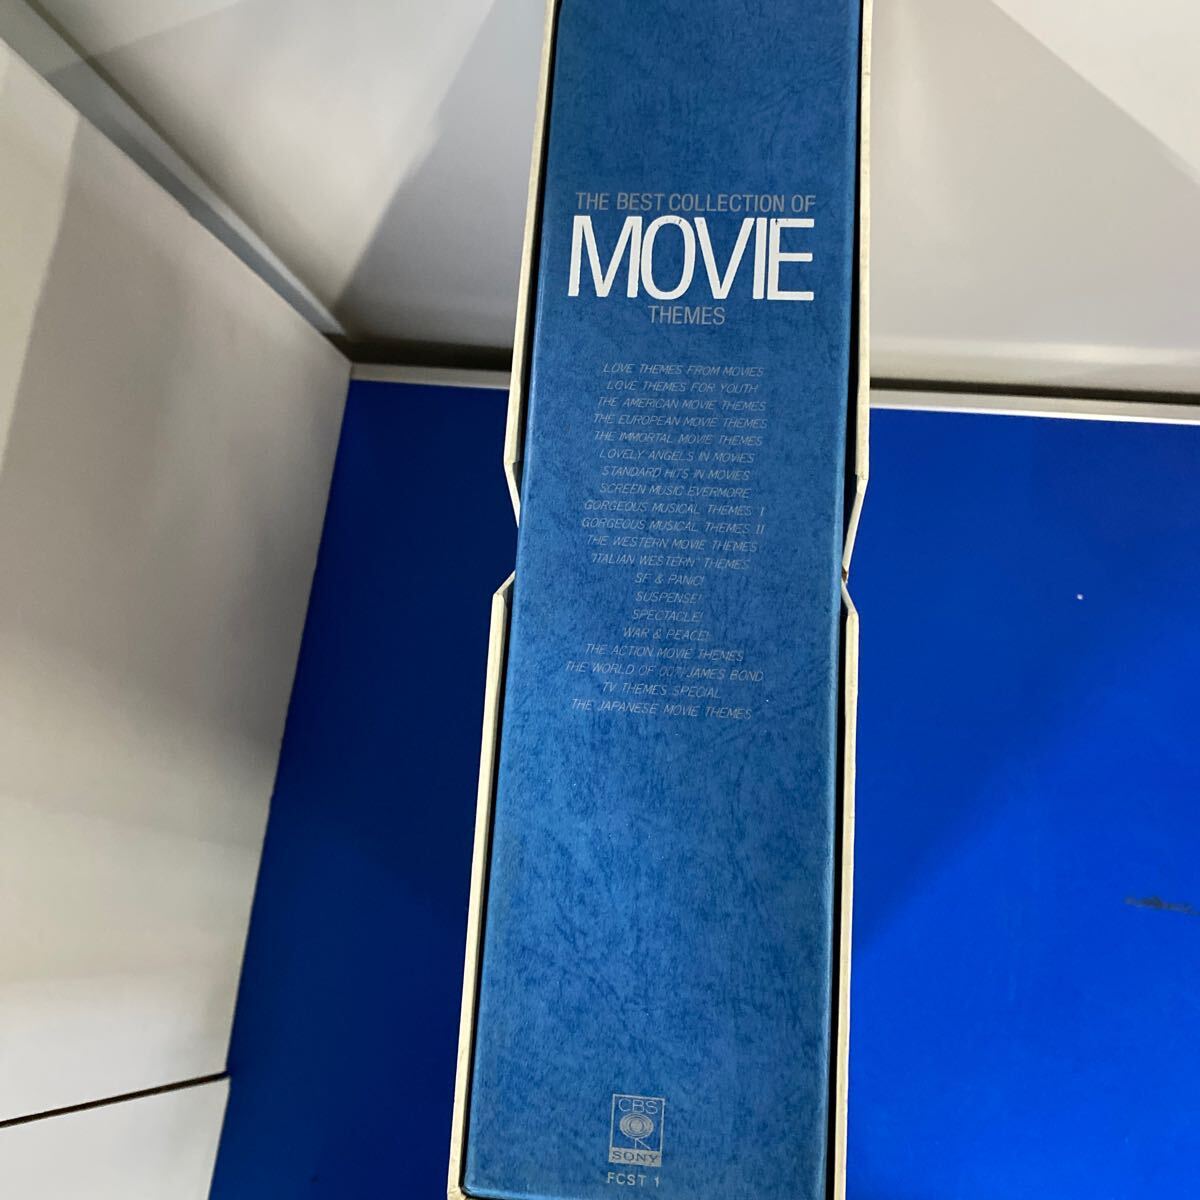 THE BEST COLLECTION OF
MOVIE
THEMES
LOVE THEMES FROM MOVIES
LOVE THEMES FOR YOUTH
THE AMERICAN MOVIE THEMES
THE EUROPEAN MOVIE THEMES
THE IMMORTAL MOVIE THEMES
LOVELY ANGELS IN MOVIES
STANDARD HITS IN MOVIES
SCREEN MUSIC EVERMORE
GORGEOUS MUSICAL THEMES I
GORGEOUS MUSICAL THEMES II
THE WESTERN MOVIE THEMES
"ITALIAN WESTERN" THEMES
SF & PANIC!
SUSPENSE!
SPECTACLE!
WAR & PEACE!
THE ACTION MOVIE THEMES
THE WORLD OF 007/JAMES BOND
TV THEMES SPECIAL
THE JAPANESE MOVIE THEMES
CBS
SONY
FCST 1